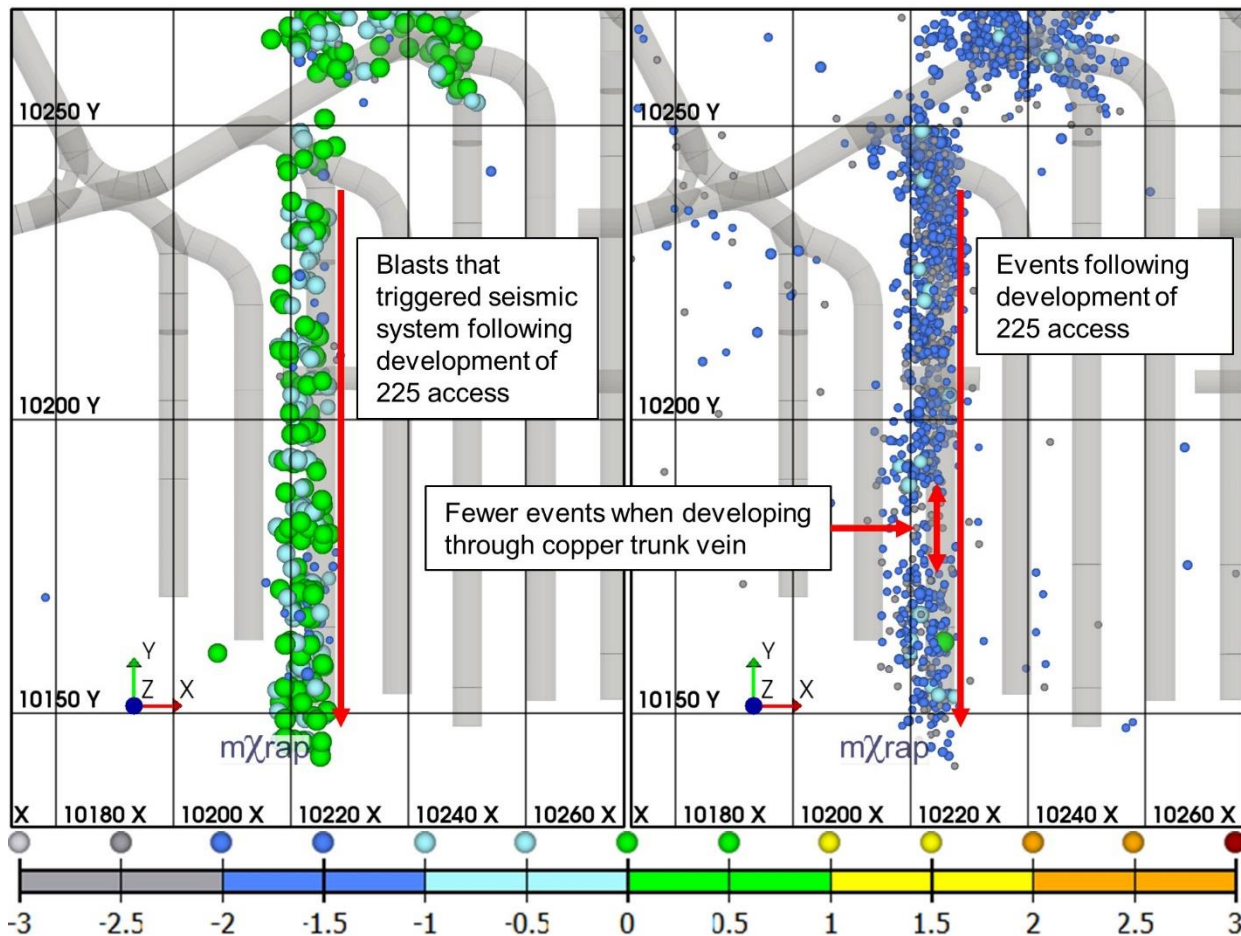 10250 Y
10200 Y
10150 Y
Blasts that
triggered seismic
system following
development of
225 access
Y
Z
X
mχrap
X
10180 X
10200 X
10220 X
10240 X
10260 X
10250 Y
10200 Y
10150 Y
Events following
development of
225 access
Fewer events when developing
through copper trunk vein
Y
Z
X
mχrap
X
10180 X
10200 X
10220 X
10240 X
10260 X
-3
-2.5
-2
-1.5
-1
-0.5
0
0.5
1
1.5
2
2.5
3